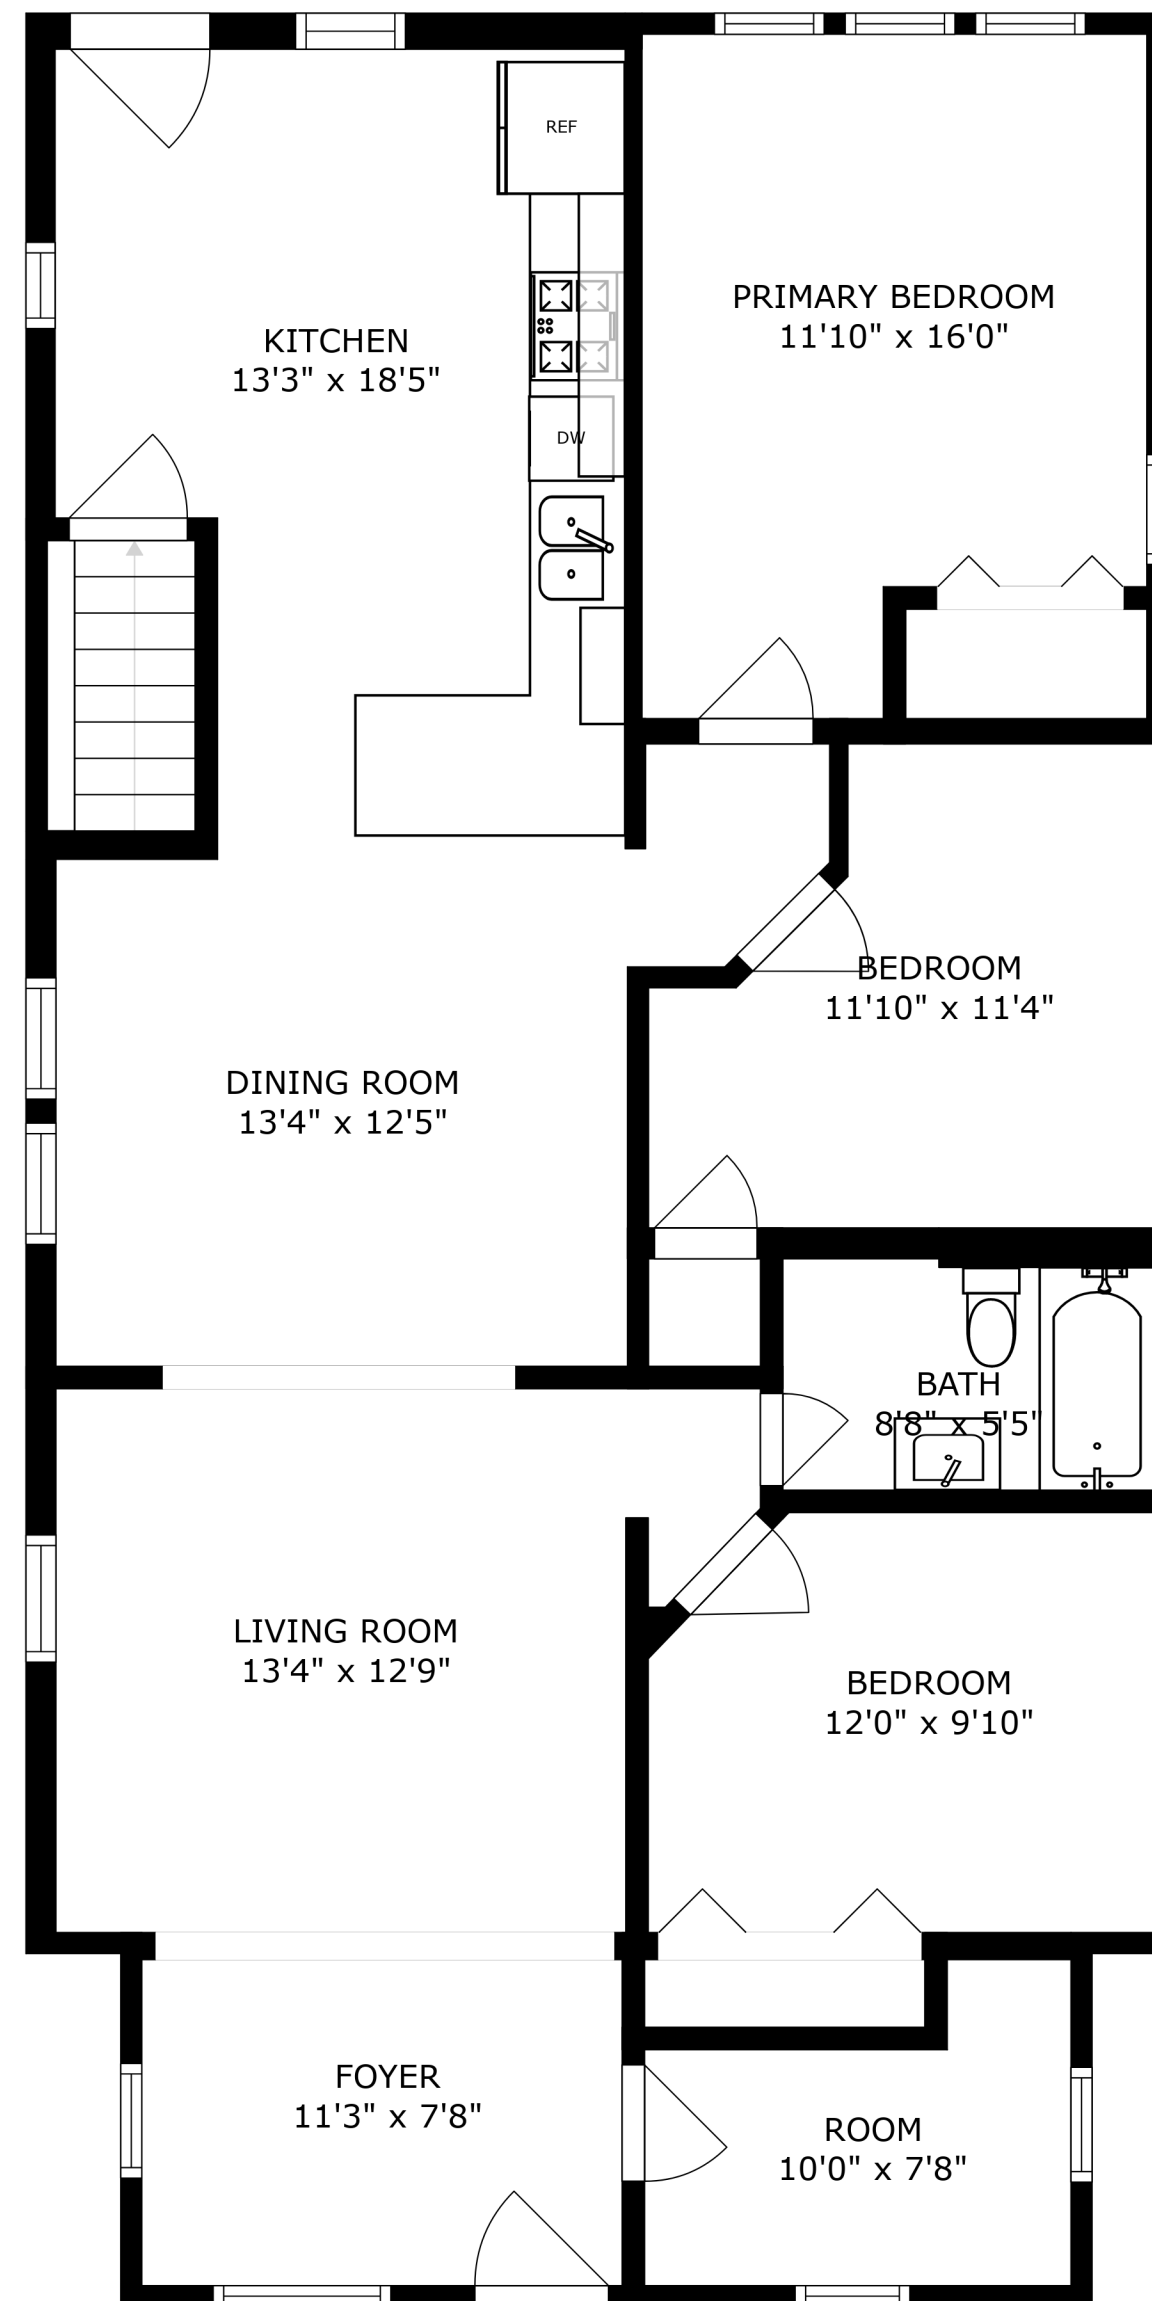 REF
PRIMARY BEDROOM
11'10" x 16'0"
KITCHEN
13'3" x 18'5"
DW
BEDROOM
11'10" x 11'4"
DINING ROOM
13'4" x 12'5"
BATH
8'8" x 5'5"
LIVING ROOM
13'4" x 12'9"
BEDROOM
12'0" x 9'10"
FOYER
11'3" x 7'8"
ROOM
10'0" x 7'8"